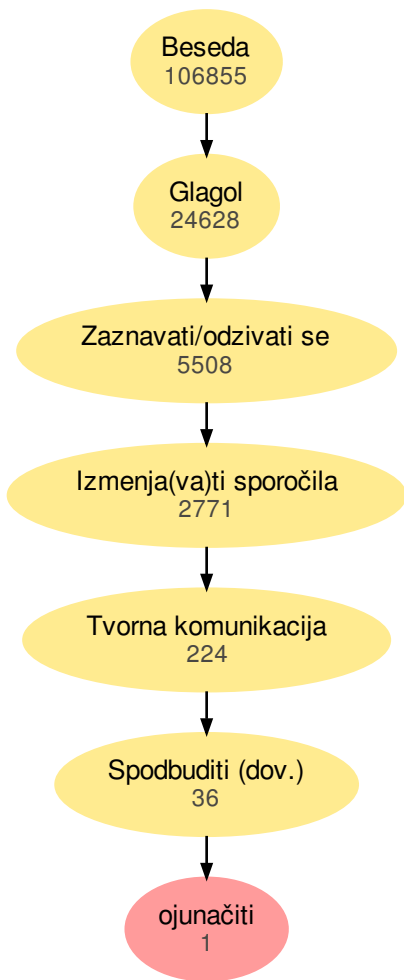 Beseda
106855
Glagol
24628
Zaznavati/odzivati se
5508
Izmenja(va)ti sporočila
2771
Tvorna komunikacija
224
Spodbuditi (dov.)
36
ojunačiti
1